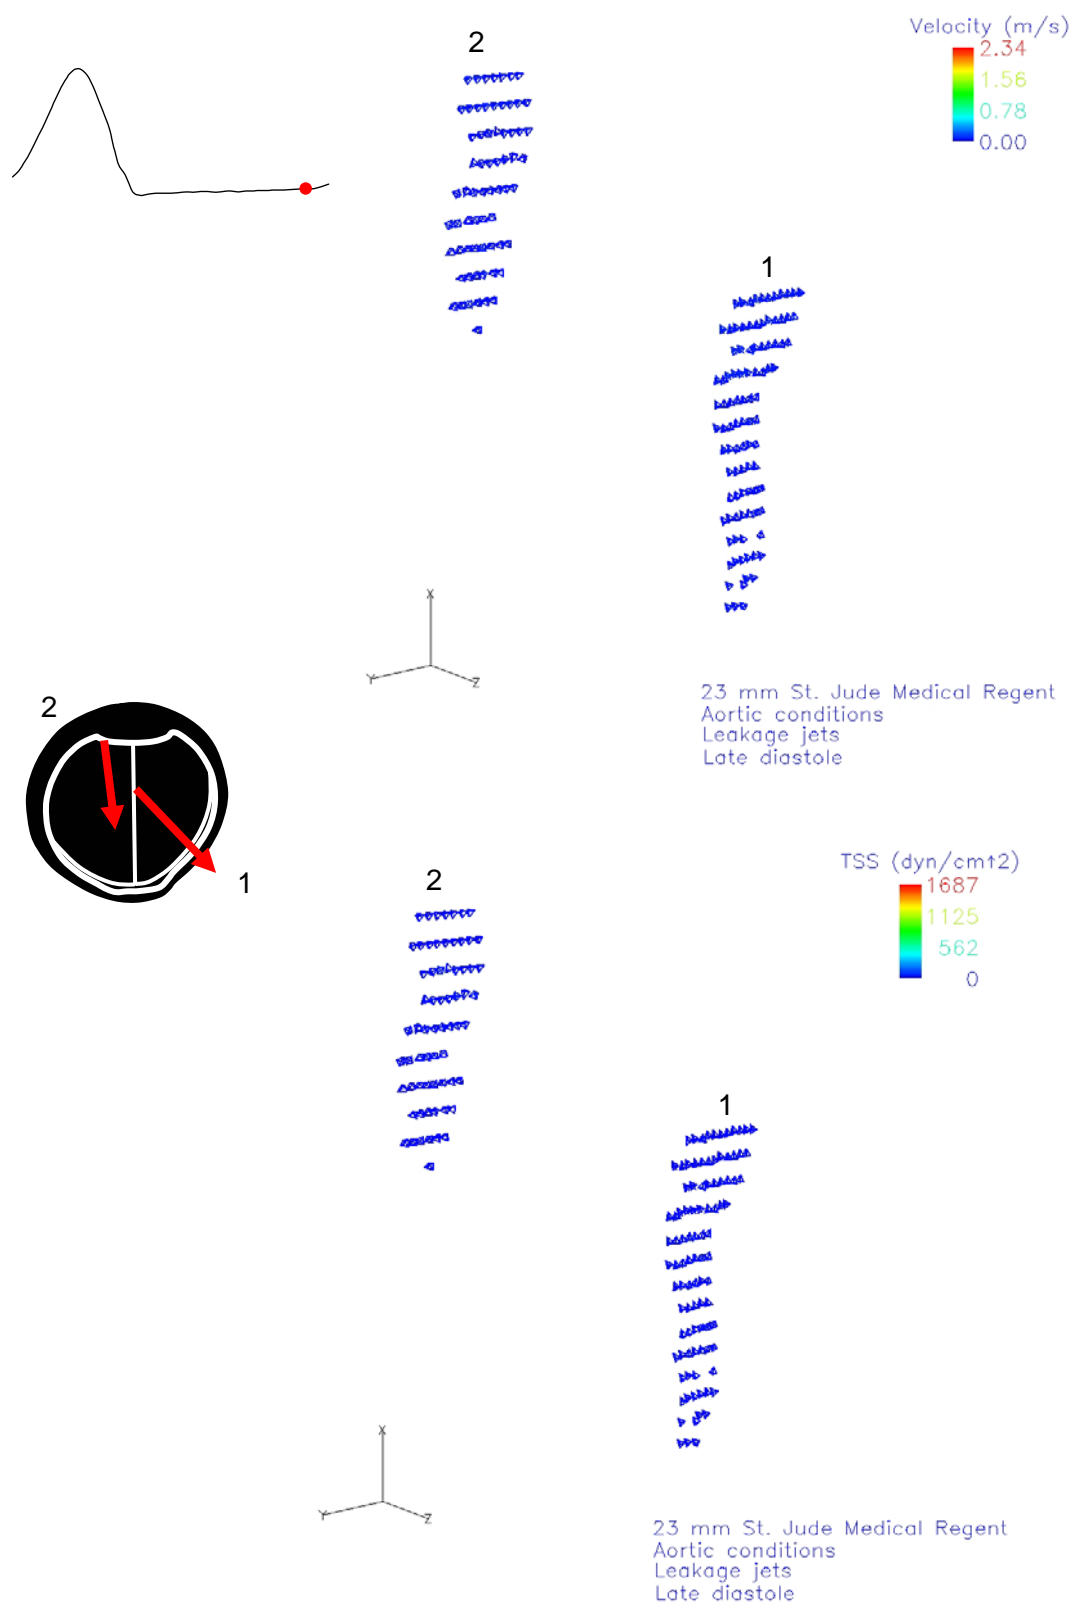 2
Velocity (m/s)
2.34
1.56
0.78
0.00
1
X
Y
Z
23 mm St. Jude Medical Regent
Aortic conditions
Leakage jets
Late diastole
2
1
2
TSS (dyn/cm↑2)
1687
1125
562
0
1
X
Y
Z
23 mm St. Jude Medical Regent
Aortic conditions
Leakage jets
Late diastole